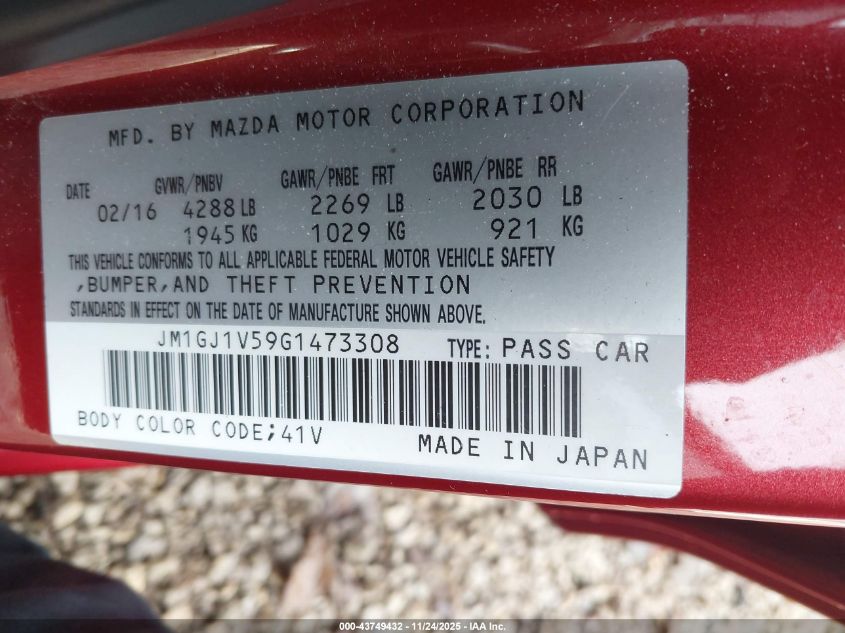 MFD. BY MAZDA MOTOR CORPORATION
DATE GVWR/PNBV GAWR/PNBE FRT GAWR/PNBE RR
02/16 4288 LB 2269 LB 2030 LB
1945 KG 1029 KG 921 KG
THIS VEHICLE CONFORMS TO ALL APPLICABLE FEDERAL MOTOR VEHICLE SAFETY
,BUMPER,AND THEFT PREVENTION
STANDARDS IN EFFECT ON THE DATE OF MANUFACTURE SHOWN ABOVE.
JM1GJ1V59G1473308 TYPE: PASS CAR
BODY COLOR CODE;41V
MADE IN JAPAN
000-43749432 - 11/24/2025 - IAA Inc.